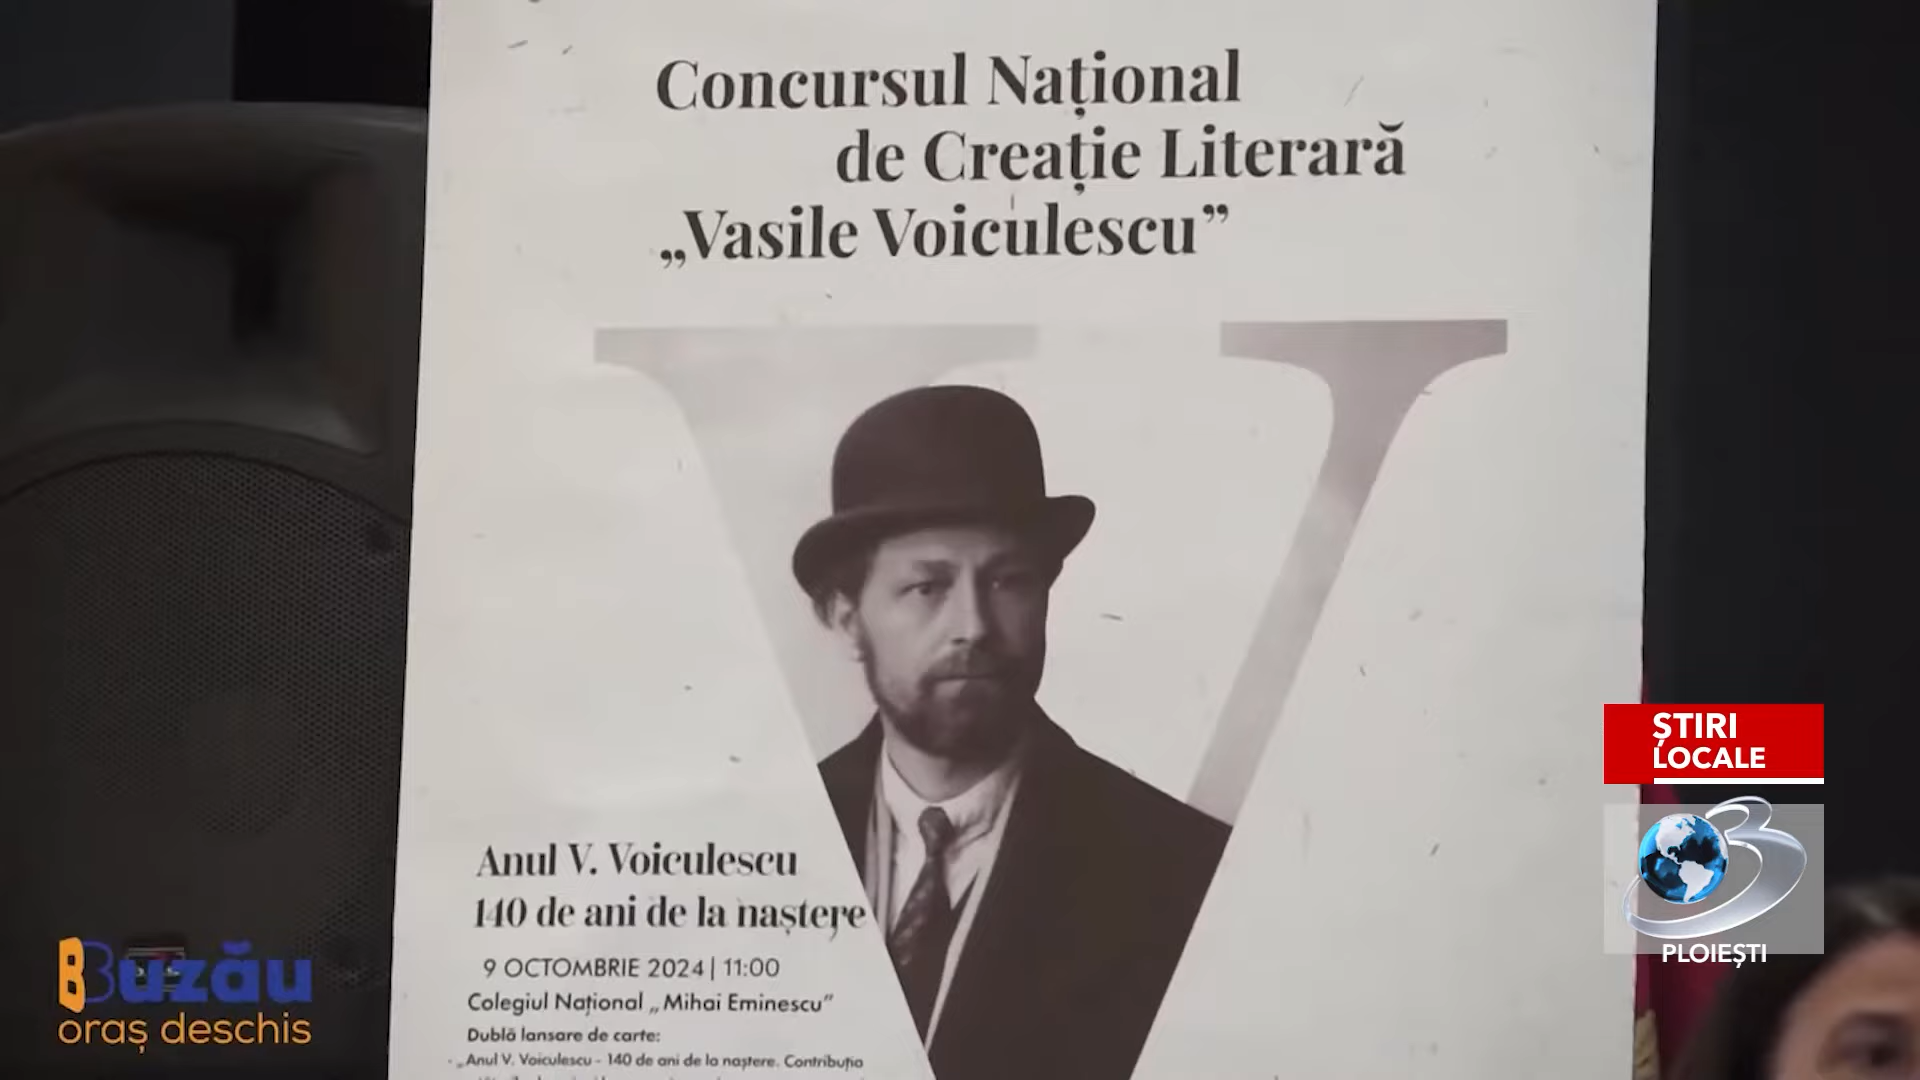 Concursul Național
de Creație Literară
„Vasile Voiculescu”
Anul V. Voiculescu
140 de ani de la naștere
9 OCTOMBRIE 2024 | 11:00
Colegiul Național „Mihai Eminescu”
Dublă lansare de carte:
- „Anul V. Voiculescu - 140 de ani de la naștere. Contribuția
Buzău
oraș deschis
ȘTIRI
LOCALE
3
PLOIEȘTI